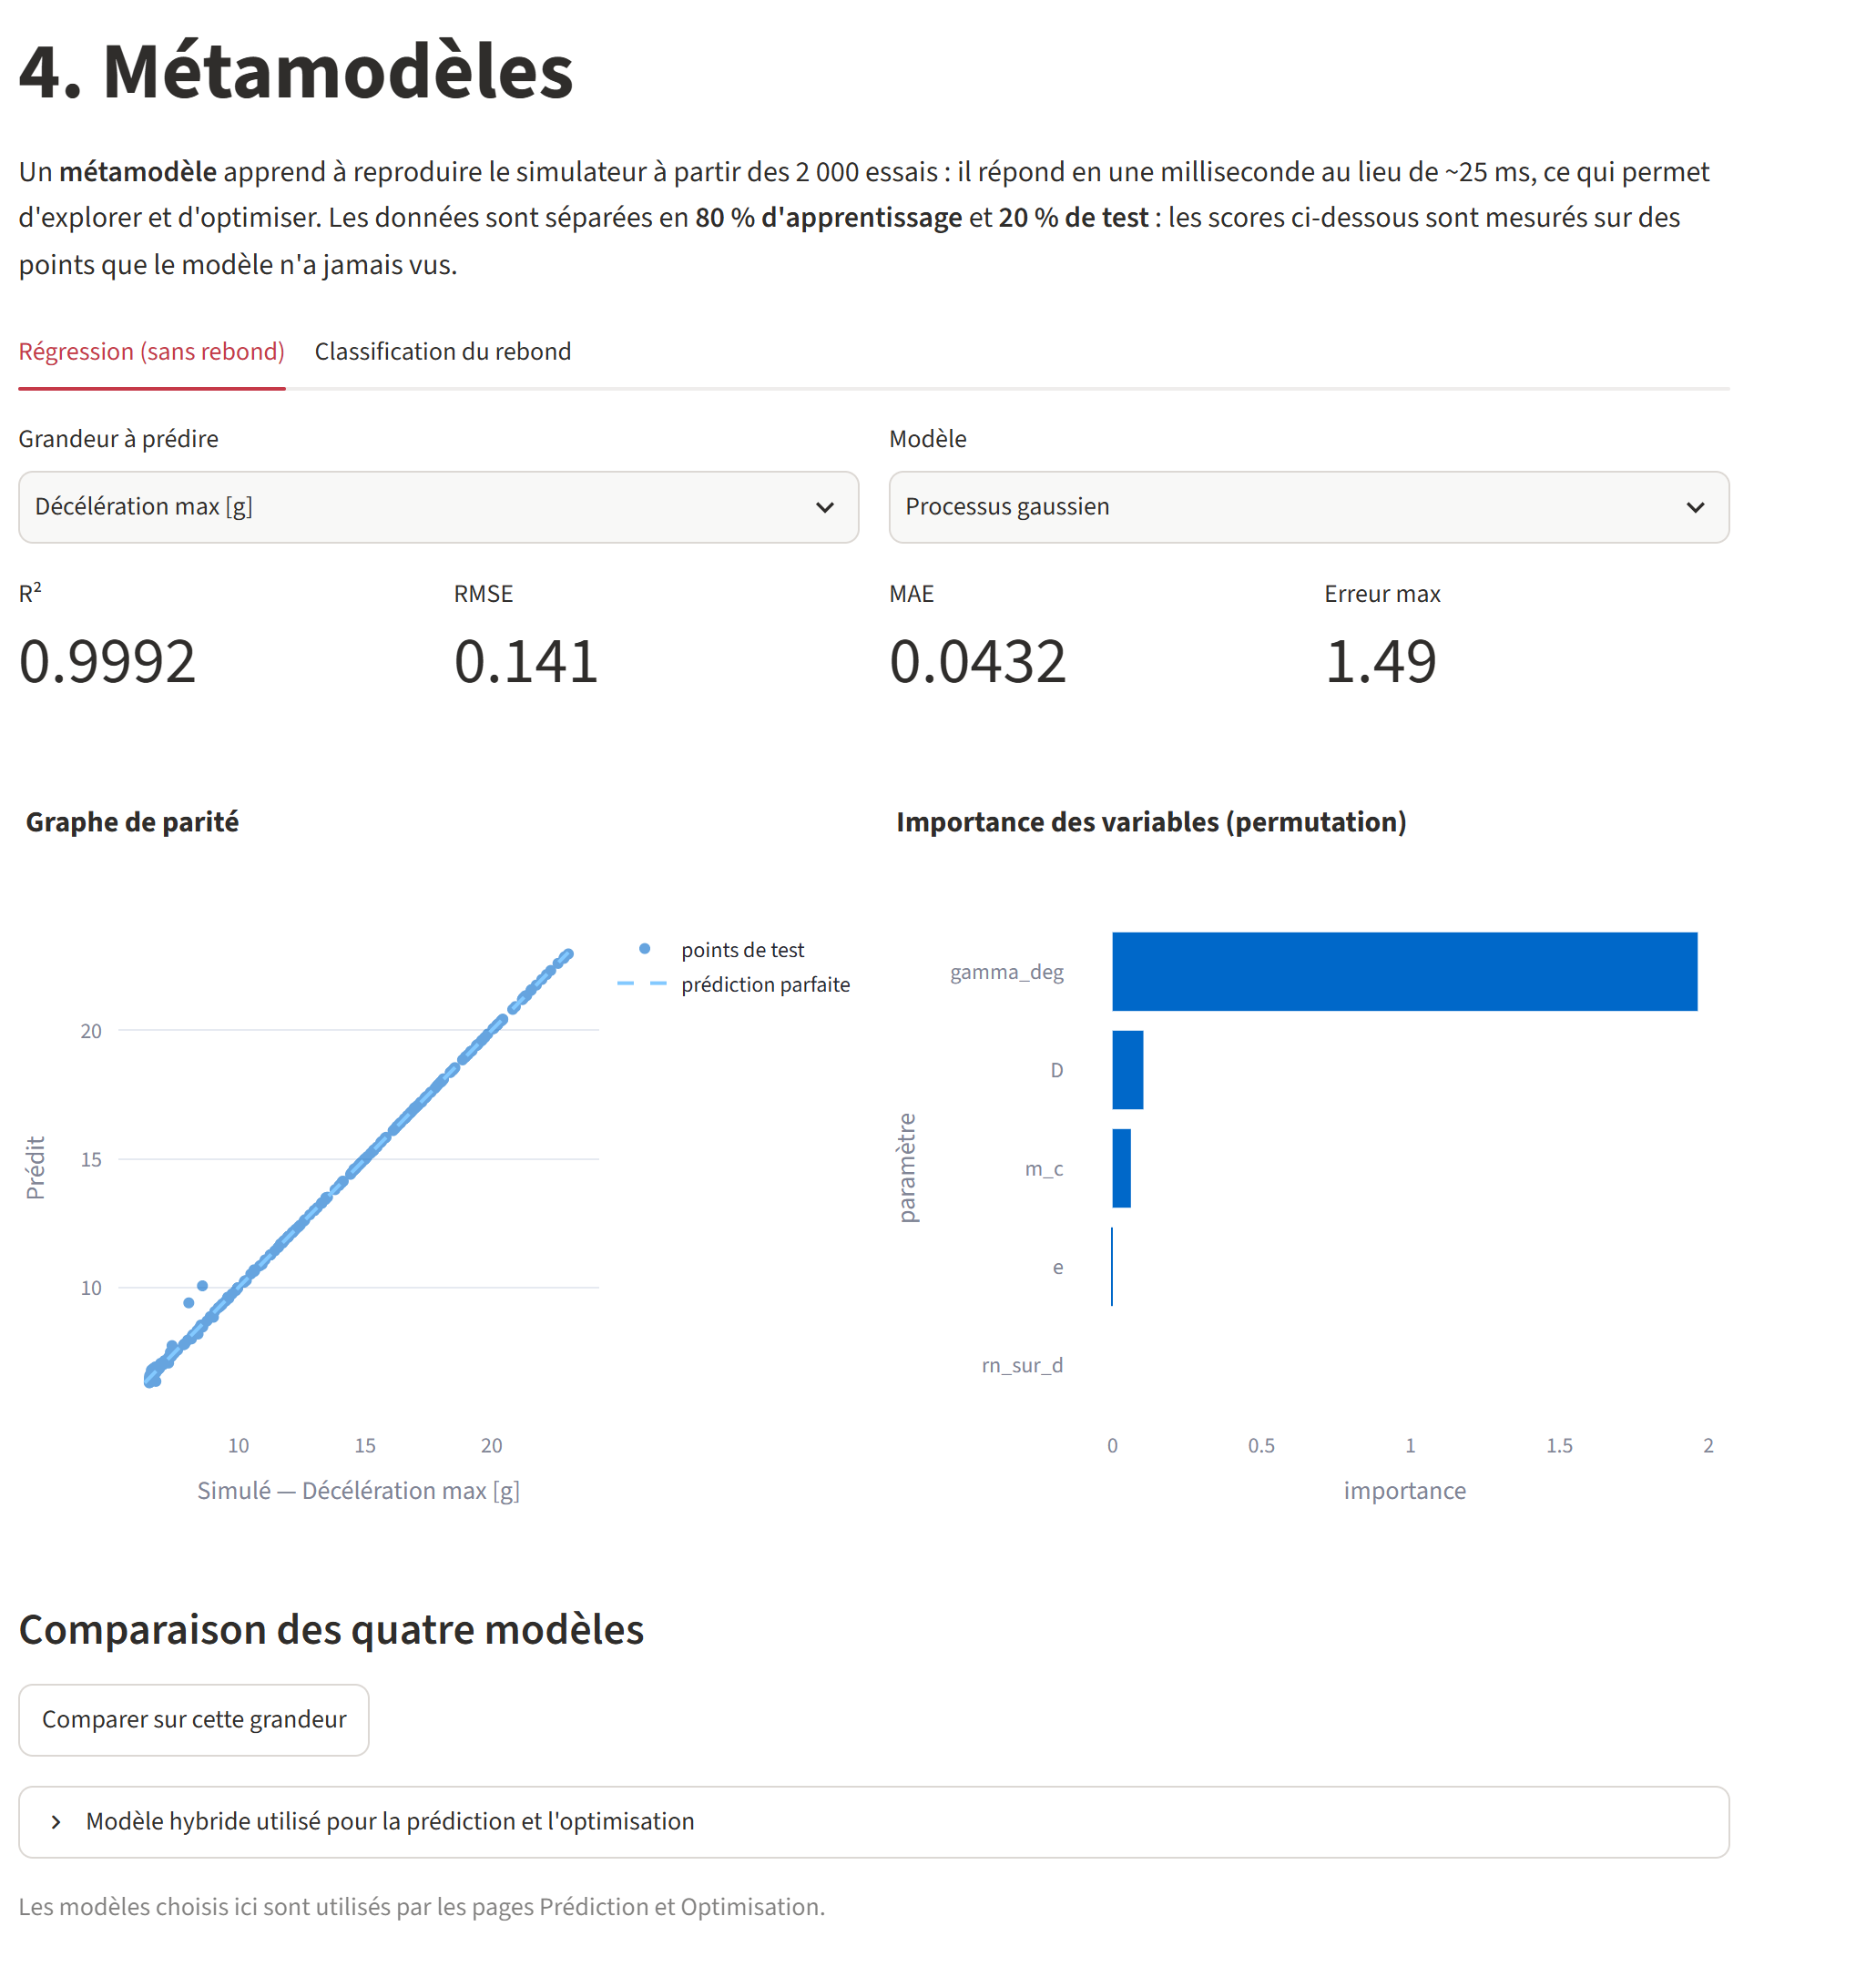 4. Métamodèles
Un métamodèle apprend à reproduire le simulateur à partir des 2 000 essais : il répond en une milliseconde au lieu de ~25 ms, ce qui permet
d'explorer et d'optimiser. Les données sont séparées en 80 % d'apprentissage et 20 % de test : les scores ci-dessous sont mesurés sur des
points que le modèle n'a jamais vus.
Régression (sans rebond) Classification du rebond
Grandeur à prédire
Décélération max [g]
Modèle
Processus gaussien
R²
0.9992
RMSE
0.141
MAE
0.0432
Erreur max
1.49
Graphe de parité
points de test
prédiction parfaite
20
15
10
Prédit
10 15 20
Simulé — Décélération max [g]
Importance des variables (permutation)
paramètre
gamma_deg
D
m_c
e
rn_sur_d
0 0.5 1 1.5 2
importance
Comparaison des quatre modèles
Comparer sur cette grandeur
Modèle hybride utilisé pour la prédiction et l'optimisation
Les modèles choisis ici sont utilisés par les pages Prédiction et Optimisation.